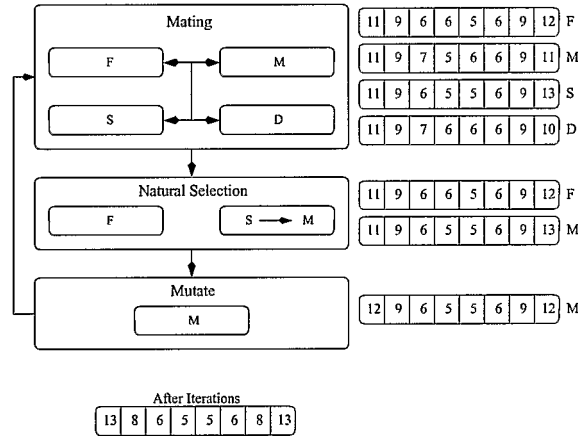 Mating
11 9 6 6 5 6 9 12 F
F M
11 9 7 5 6 6 9 11 M
11 9 6 5 5 6 9 13 S
S D
11 9 7 6 6 6 9 10 D
Natural Selection
11 9 6 6 5 6 9 12 F
F S M
11 9 6 5 5 6 9 13 M
Mutate
12 9 6 5 5 6 9 12 M
M
After Iterations
13 8 6 5 5 6 8 13